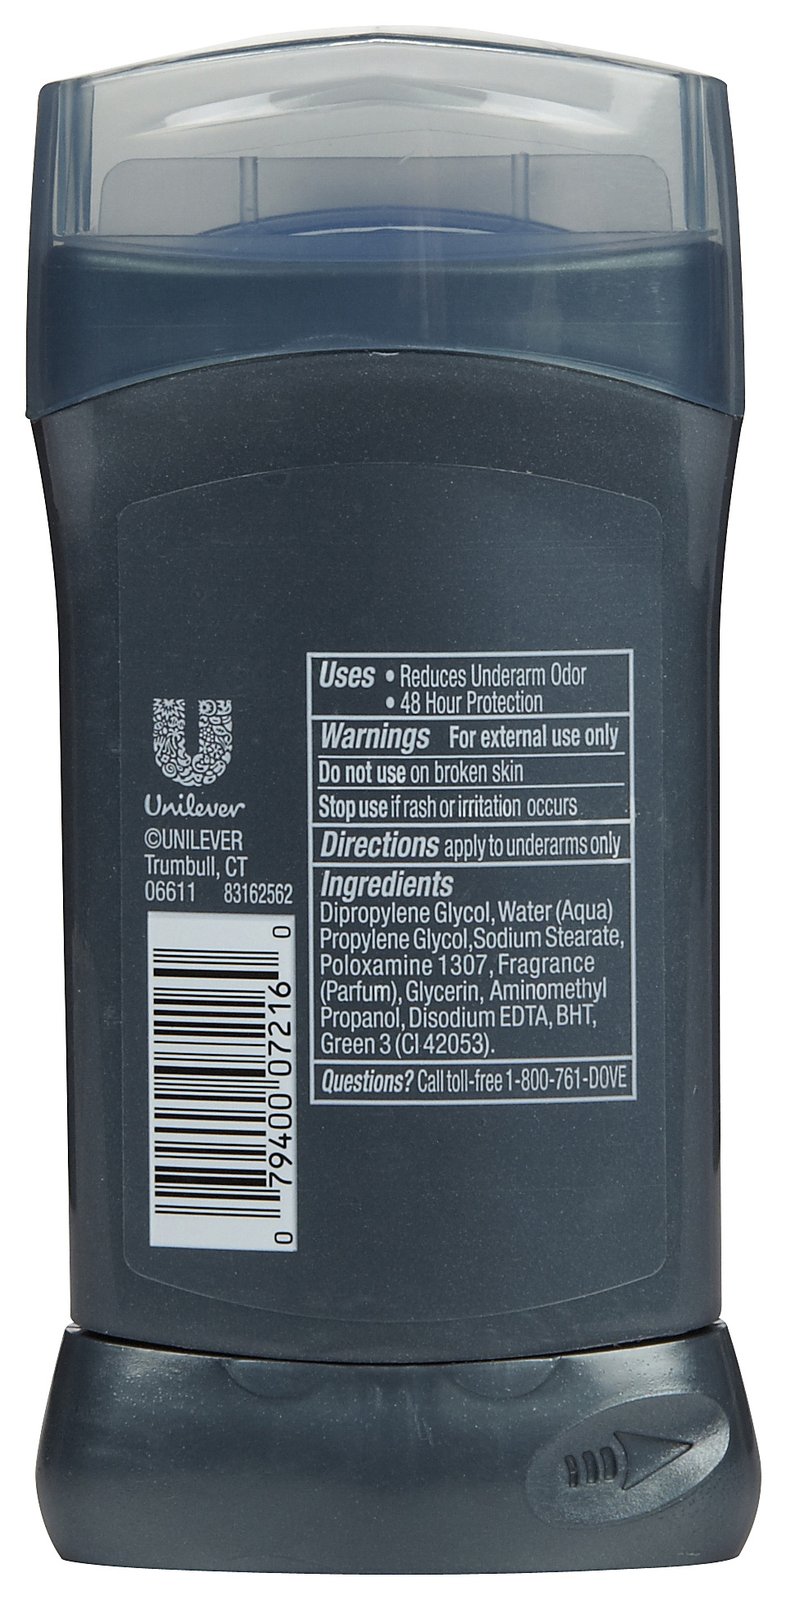 Uses • Reduces Underarm Odor
• 48 Hour Protection
Warnings For external use only
Do not use on broken skin
Stop use if rash or irritation occurs
Directions apply to underarms only
Ingredients
Dipropylene Glycol, Water (Aqua)
Propylene Glycol, Sodium Stearate,
Poloxamine 1307, Fragrance
(Parfum), Glycerin, Aminomethyl
Propanol, Disodium EDTA, BHT,
Green 3 (CI 42053).
Questions? Call toll-free 1-800-761-DOVE
U
Unilever
©UNILEVER
Trumbull, CT
06611 83162562
0 79400 07216 0